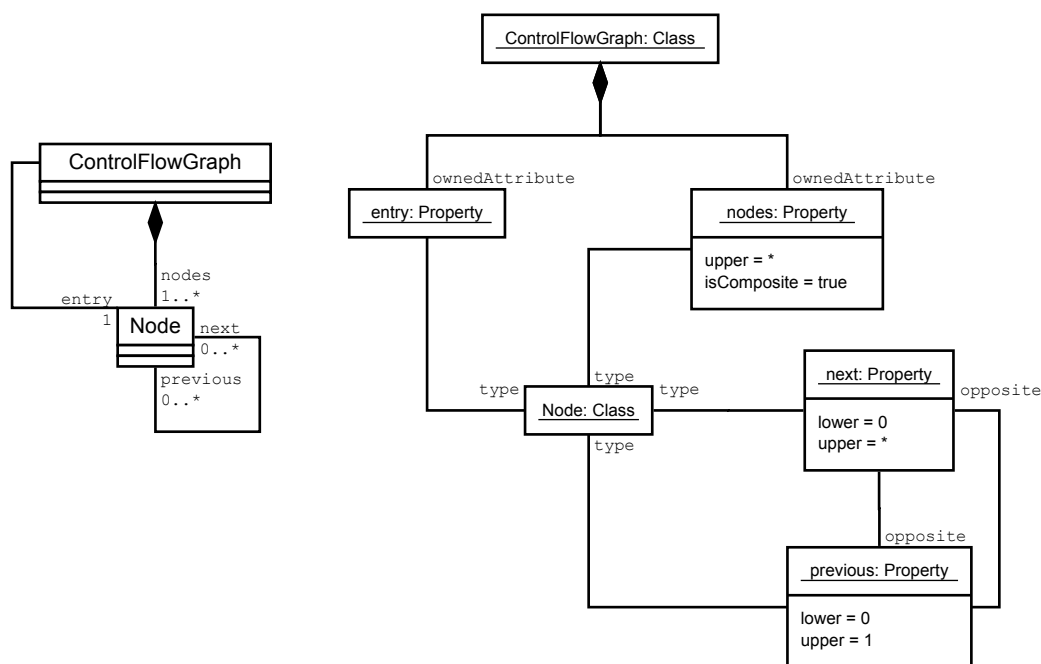 ControlFlowGraph
nodes
1..*
entry
1
Node
next
0..*
previous
0..*
ControlFlowGraph: Class
ownedAttribute
ownedAttribute
entry: Property
nodes: Property
upper = *
isComposite = true
type
type
type
Node: Class
type
next: Property
opposite
lower = 0
upper = *
opposite
previous: Property
lower = 0
upper = 1